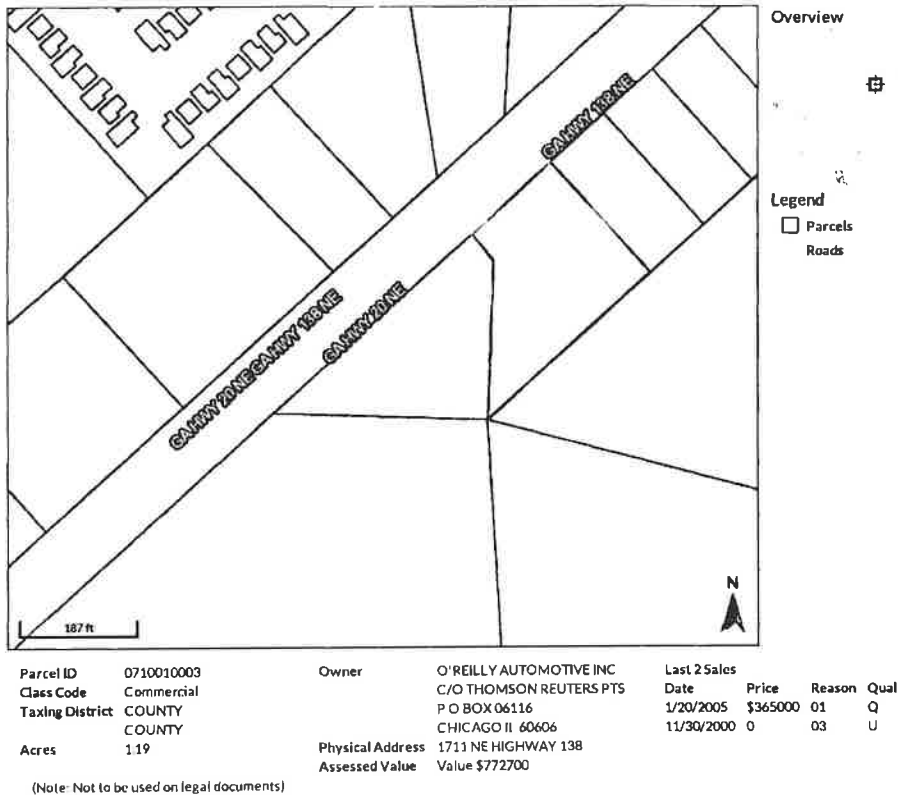 Overview
GA HWY 138 NE
Legend
Parcels
Roads
GA HWY 20 NE GA HWY 138 NE
GA HWY 20 NE
N
187 ft
Parcel ID 0710010003
Class Code Commercial
Taxing District COUNTY
COUNTY
Acres 1.19
Owner O'REILLY AUTOMOTIVE INC
C/O THOMSON REUTERS PTS
P O BOX 06116
CHICAGO IL 60606
Physical Address 1711 NE HIGHWAY 138
Assessed Value Value $772700
Last 2 Sales
Date Price Reason Qual
1/20/2005 $365000 01 Q
11/30/2000 0 03 U
(Note: Not to be used on legal documents)